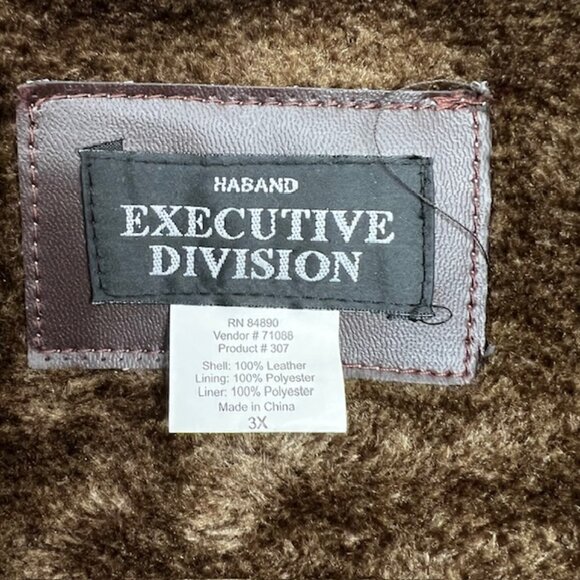 HABAND
EXECUTIVE
DIVISION
RN 84890
Vendor # 71088
Product # 307
Shell: 100% Leather
Lining: 100% Polyester
Liner: 100% Polyester
Made in China
3X